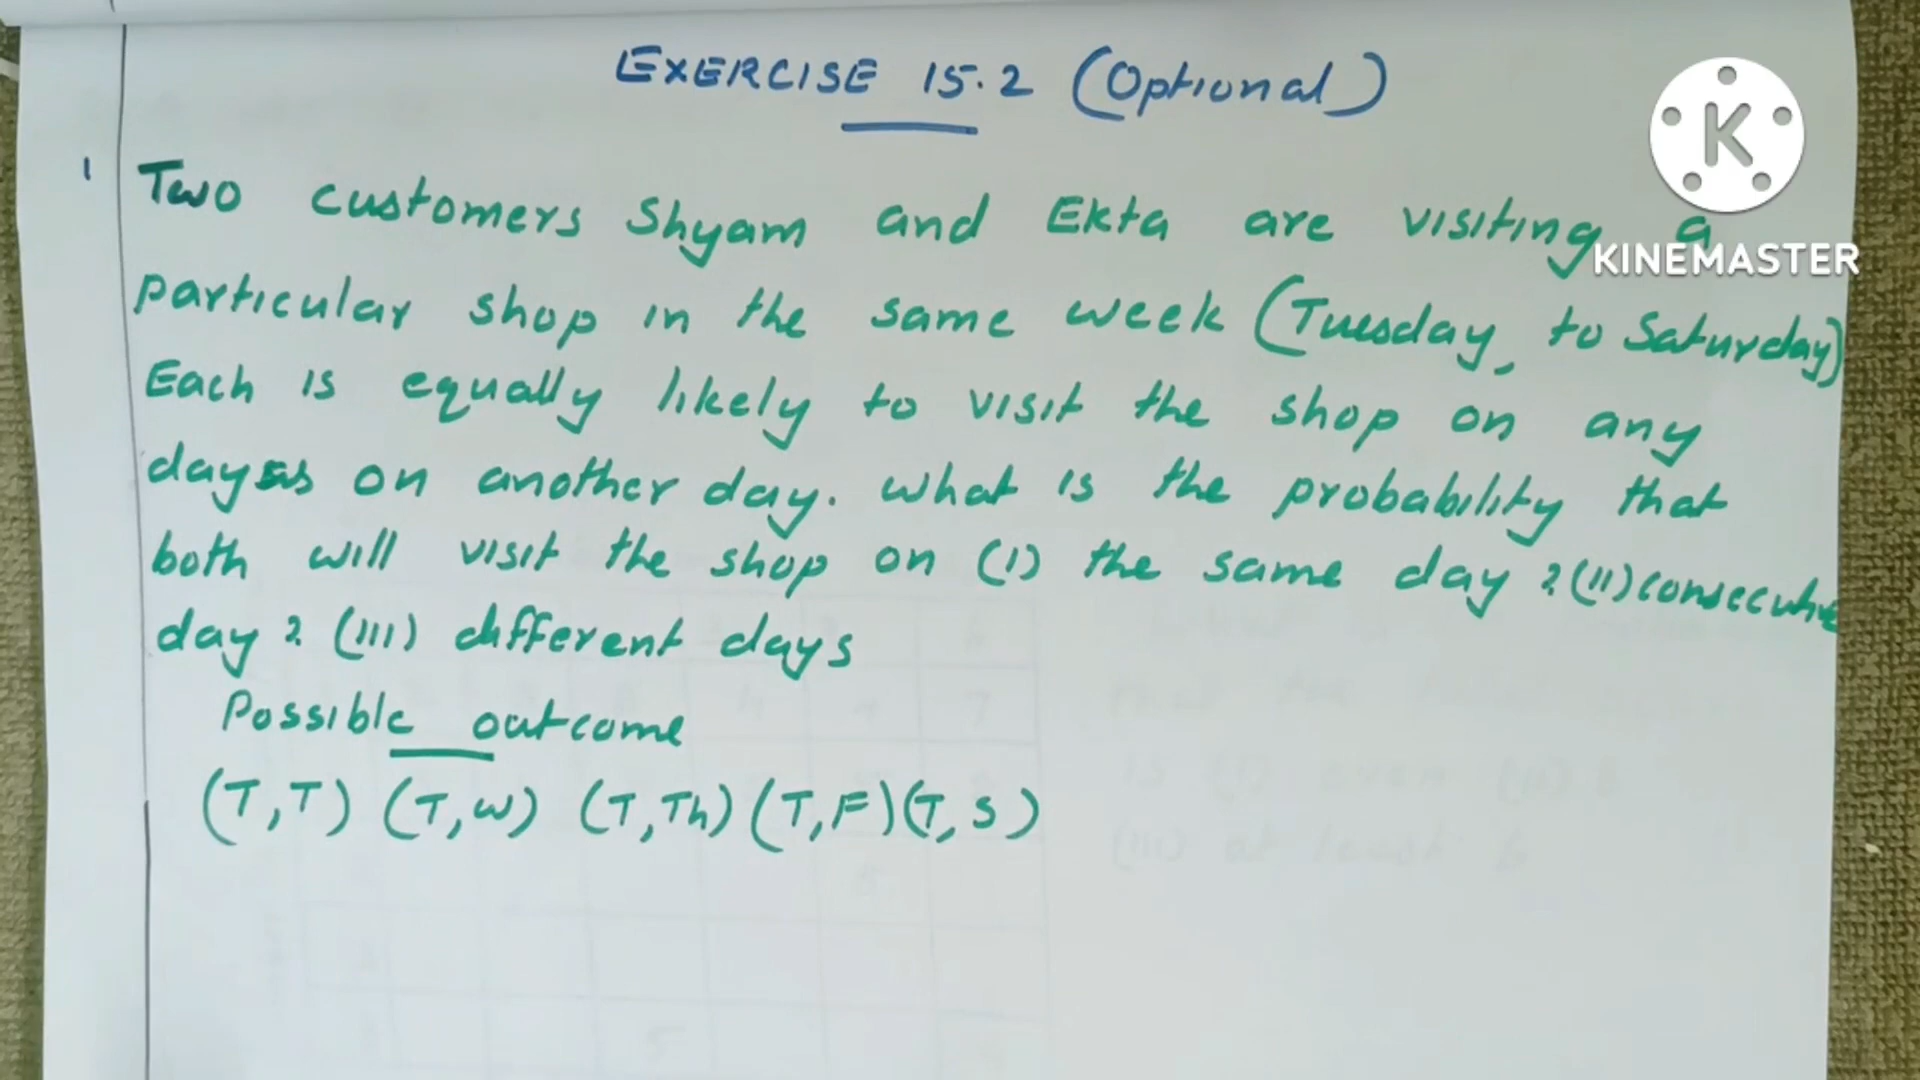 EXERCISE 15.2 (Optional)
K
KINEMASTER
1 Two customers Shyam and Ekta are visiting a
particular shop in the same week (Tuesday to Saturday)
Each is equally likely to visit the shop on any
day as on another day. What is the probability that
both will visit the shop on (i) the same day ? (ii) consecutive
day ? (iii) different days
Possible outcome
(T,T) (T,W) (T,Th) (T,F) (T,S)